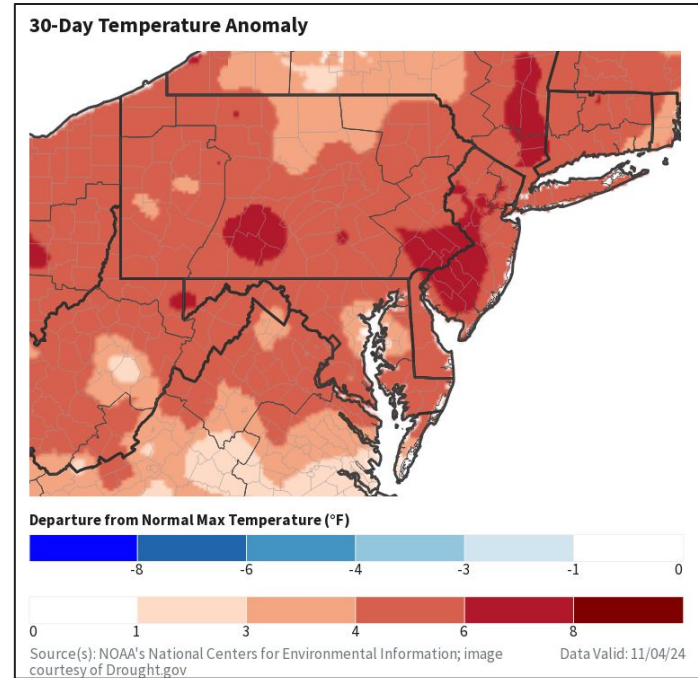 30-Day Temperature Anomaly
Departure from Normal Max Temperature (°F)
-8 -6 -4 -3 -1 0
0 1 3 4 6 8
Source(s): NOAA's National Centers for Environmental Information; image Data Valid: 11/04/24
courtesy of Drought.gov